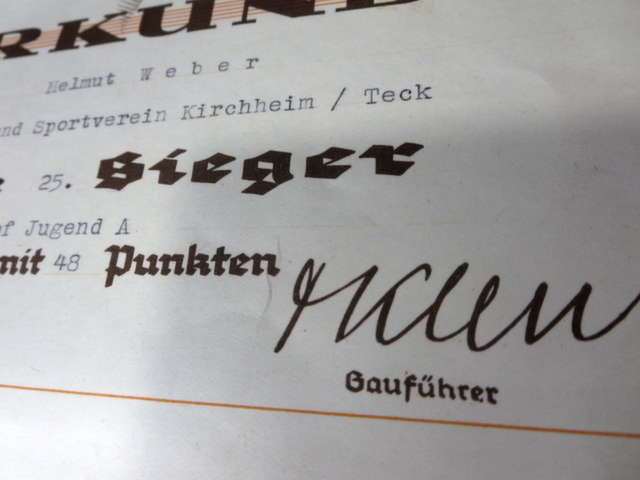 RKUND
Helmut Weber
nd Sportverein Kirchheim / Teck
25. Sieger
f Jugend A
mit 48 Punkten
Gauführer